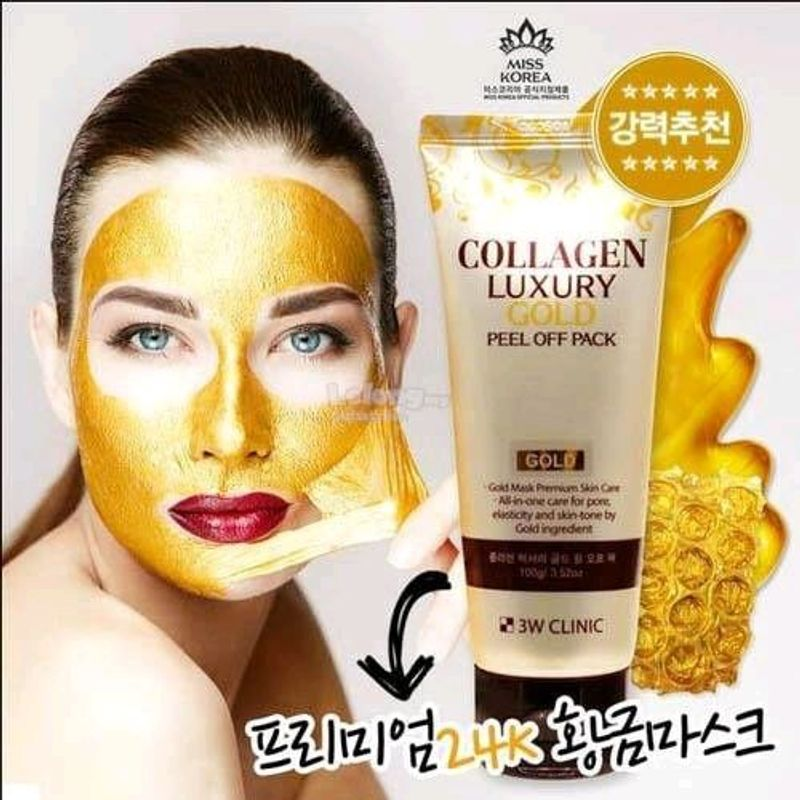 MISS
KOREA
미스코리아 공식지정제품
MISS KOREA OFFICIAL PRODUCTS
강력추천
COLLAGEN
LUXURY
GOLD
PEEL OFF PACK
GOLD
Gold Mask Premium Skin Care
All-in-one care for pore,
elasticity and skin-tone by
Gold ingredient
콜라겐 럭셔리 골드 필 오프 팩
100g/ 3.52oz
3W CLINIC
프리미엄 24K 황금마스크